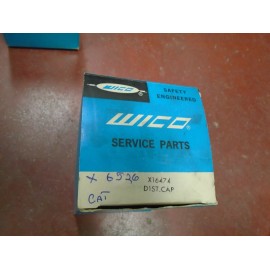 WICO
SAFETY
ENGINEERED
WICO
SERVICE PARTS
X 6526 X16474
CAT DIST.CAP